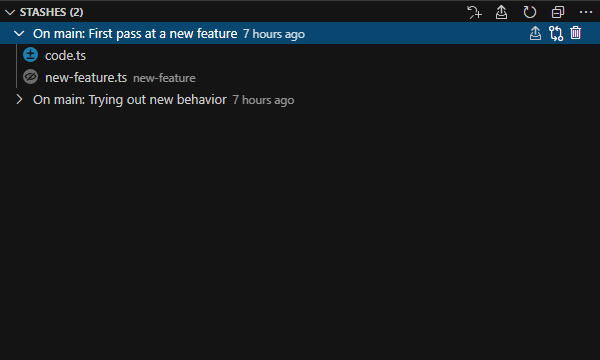 STASHES (2)
On main: First pass at a new feature 7 hours ago
code.ts
new-feature.ts new-feature
On main: Trying out new behavior 7 hours ago